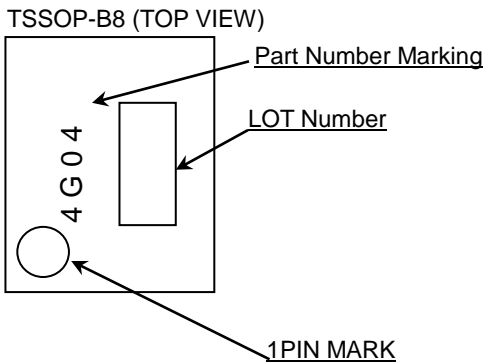 TSSOP-B8 (TOP VIEW)
Part Number Marking
LOT Number
4G04
1PIN MARK